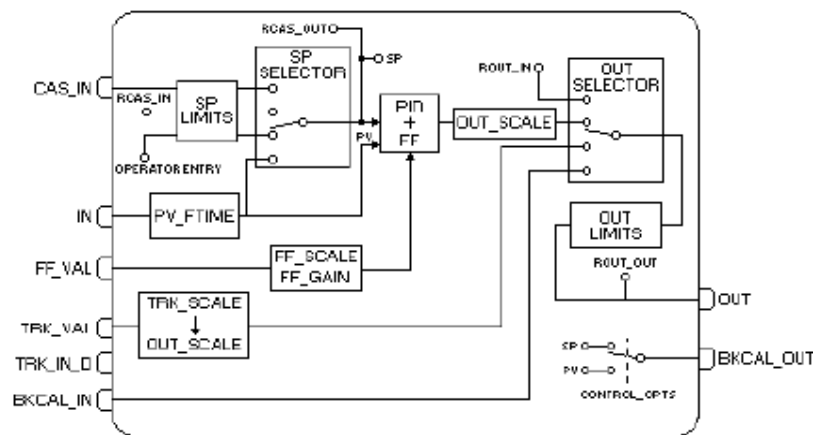 RCAS_OUT
SP SELECTOR
SP
ROUT_IN
OUT SELECTOR
CAS_IN
RCAS_IN
SP LIMITS
PID + FF
OUT_SCALE
PV
OPERATOR ENTRY
IN
PV_FTIME
OUT LIMITS
FF_VAL
FF_SCALE
FF_GAIN
ROUT_OUT
TRK_SCALE
OUT_SCALE
OUT
TRK_VAL
TRK_IN_D
SP
PV
BKCAL_OUT
CONTROL_OPTS
BKCAL_IN